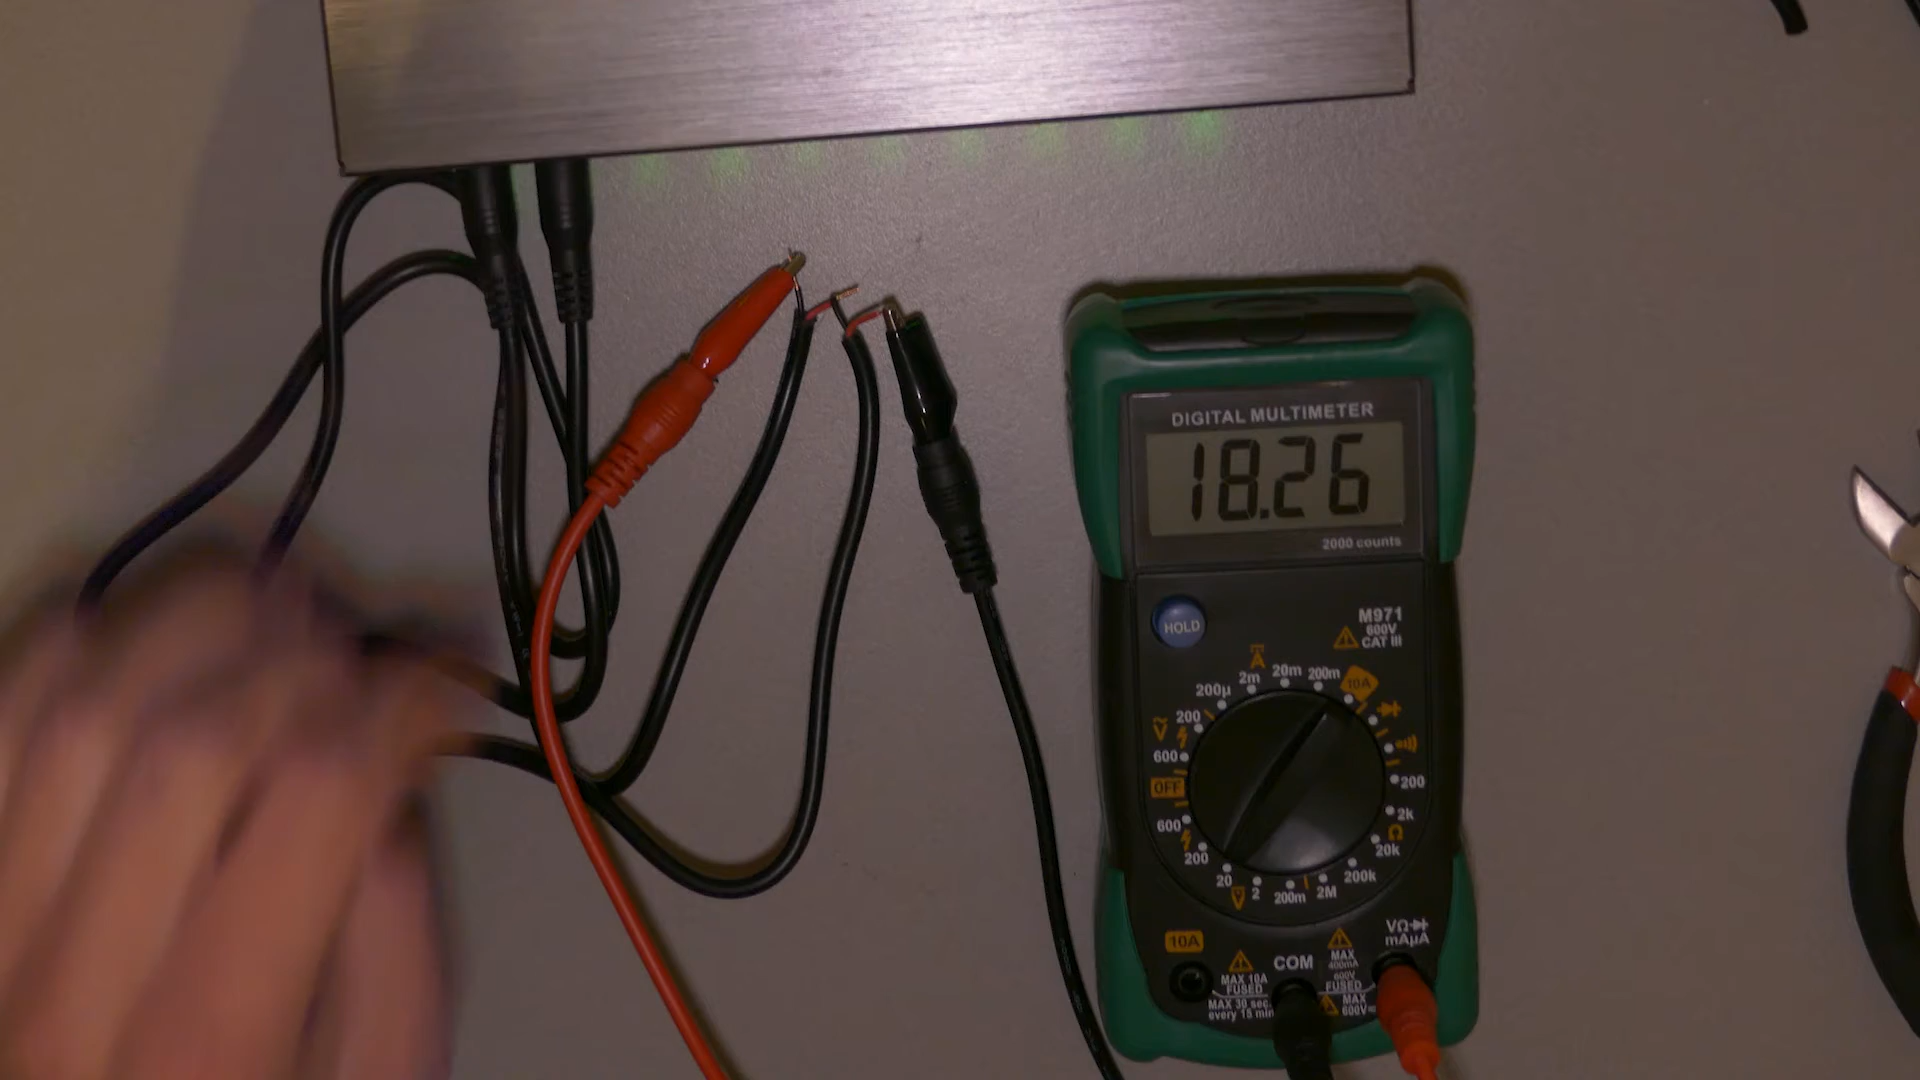 DIGITAL MULTIMETER
18.26
2000 counts
HOLD
M971
600V
CAT III
A
2m
20m
200m
10A
200µ
200
V
600
OFF
600
200
20
V
2
200m
2M
200k
20k
Ω
2k
200
10A
MAX 10A
FUSED
MAX 30 sec.
every 15 min
COM
MAX
400mA
600V
FUSED
MAX
600V
VΩ
mAµA